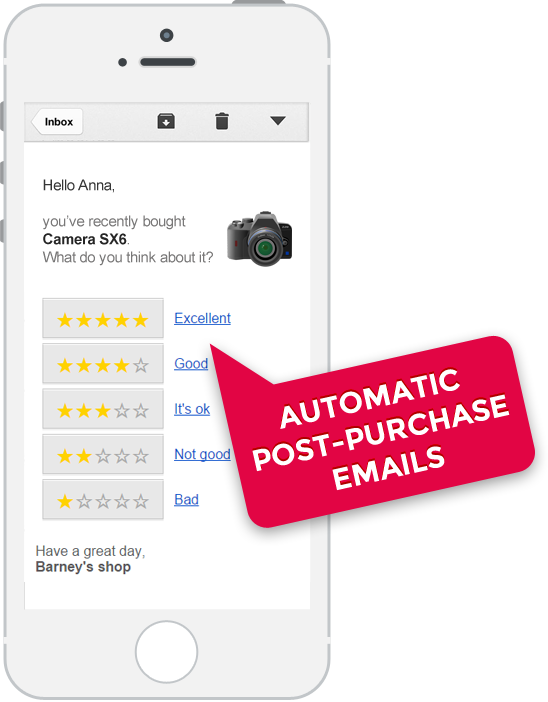 Inbox
Hello Anna,
you've recently bought
Camera SX6.
What do you think about it?
Excellent
Good
It's ok
Not good
Bad
AUTOMATIC
POST-PURCHASE
EMAILS
Have a great day,
Barney's shop